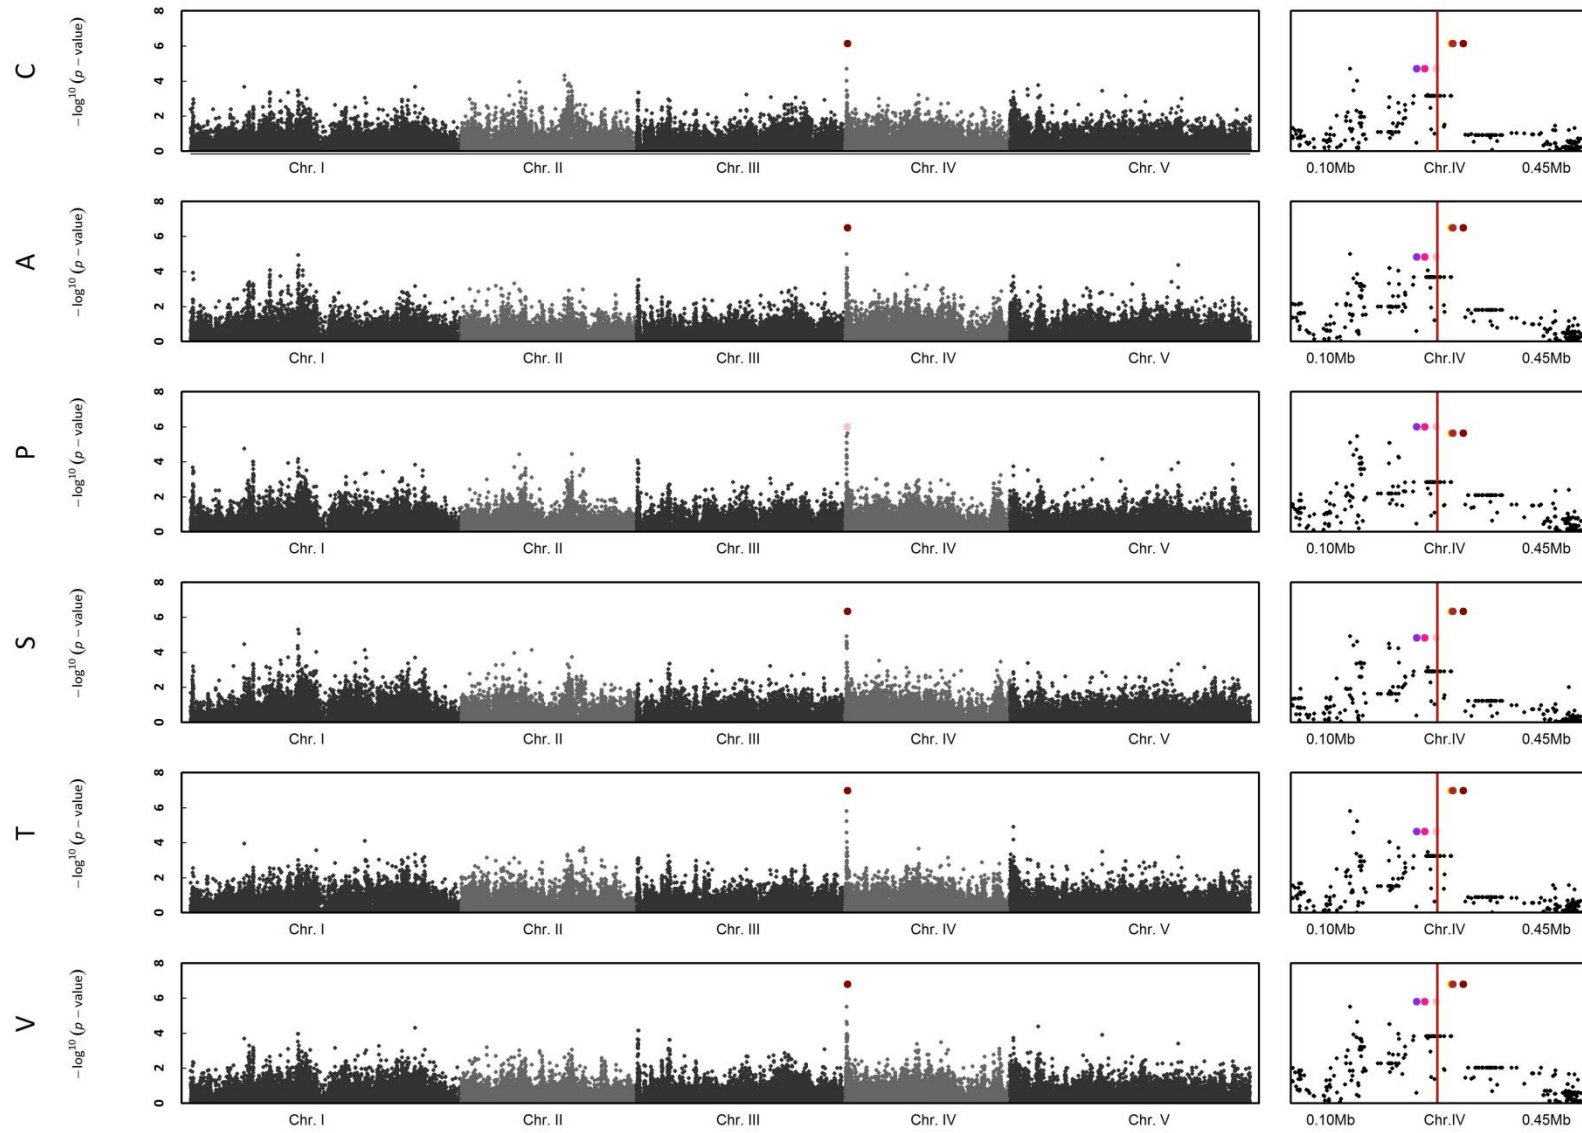 C
−log¹⁰ (p − value)
8
6
4
2
0
Chr. I
Chr. II
Chr. III
Chr. IV
Chr. V
0.10Mb
Chr.IV
0.45Mb
A
−log¹⁰ (p − value)
8
6
4
2
0
Chr. I
Chr. II
Chr. III
Chr. IV
Chr. V
0.10Mb
Chr.IV
0.45Mb
P
−log¹⁰ (p − value)
8
6
4
2
0
Chr. I
Chr. II
Chr. III
Chr. IV
Chr. V
0.10Mb
Chr.IV
0.45Mb
S
−log¹⁰ (p − value)
8
6
4
2
0
Chr. I
Chr. II
Chr. III
Chr. IV
Chr. V
0.10Mb
Chr.IV
0.45Mb
T
−log¹⁰ (p − value)
8
6
4
2
0
Chr. I
Chr. II
Chr. III
Chr. IV
Chr. V
0.10Mb
Chr.IV
0.45Mb
V
−log¹⁰ (p − value)
8
6
4
2
0
Chr. I
Chr. II
Chr. III
Chr. IV
Chr. V
0.10Mb
Chr.IV
0.45Mb